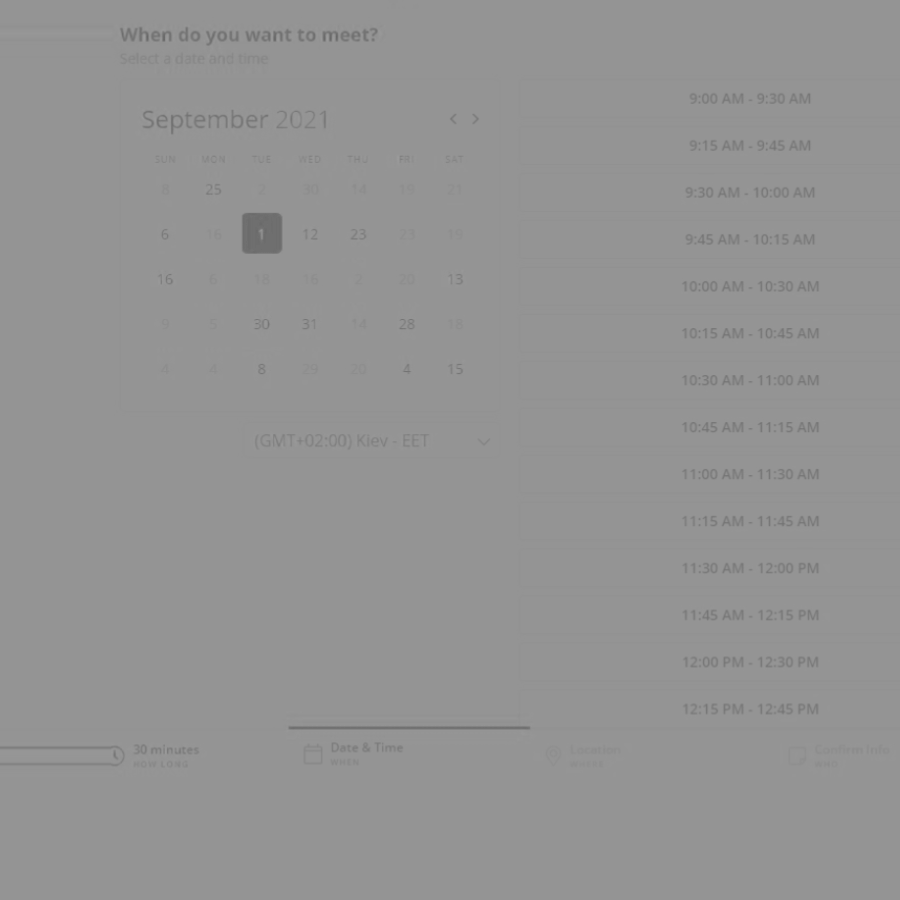 When do you want to meet?
Select a date and time
September 2021
SUN MON TUE WED THU FRI SAT
25 2 30 14 21
6 16 1 12 23 23
16 6 16 16 2 20 13
9 5 30 31 14 28 18
4 4 8 29 20 4 15
(GMT+02:00) Kiev - EET
9:00 AM - 9:30 AM
9:15 AM - 9:45 AM
9:30 AM - 10:00 AM
9:45 AM - 10:15 AM
10:00 AM - 10:30 AM
10:15 AM - 10:45 AM
10:30 AM - 11:00 AM
10:45 AM - 11:15 AM
11:00 AM - 11:30 AM
11:15 AM - 11:45 AM
11:30 AM - 12:00 PM
11:45 AM - 12:15 PM
12:00 PM - 12:30 PM
12:15 PM - 12:45 PM
30 minutes
HOW LONG
Date & Time
WHEN
Location
WHERE
Confirm Info
WHO